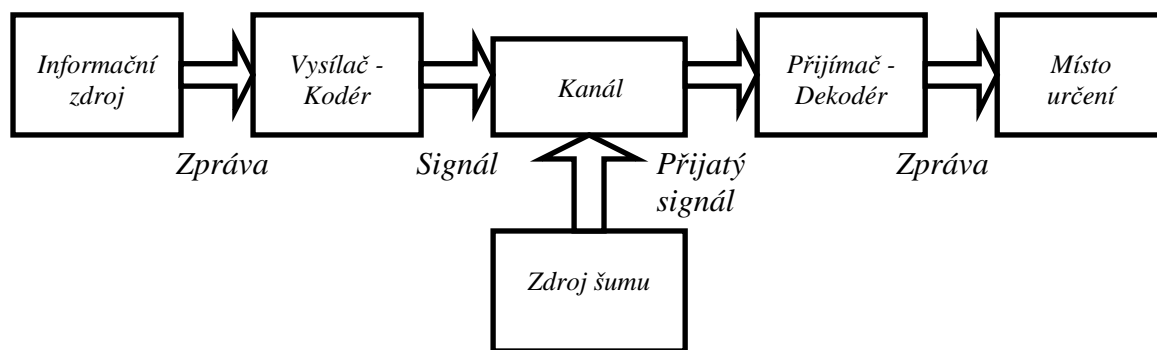 Informační
zdroj
Vysílač -
Kodér
Kanál
Přijímač -
Dekodér
Místo
určení
Zpráva
Signál
Přijatý
signál
Zpráva
Zdroj šumu